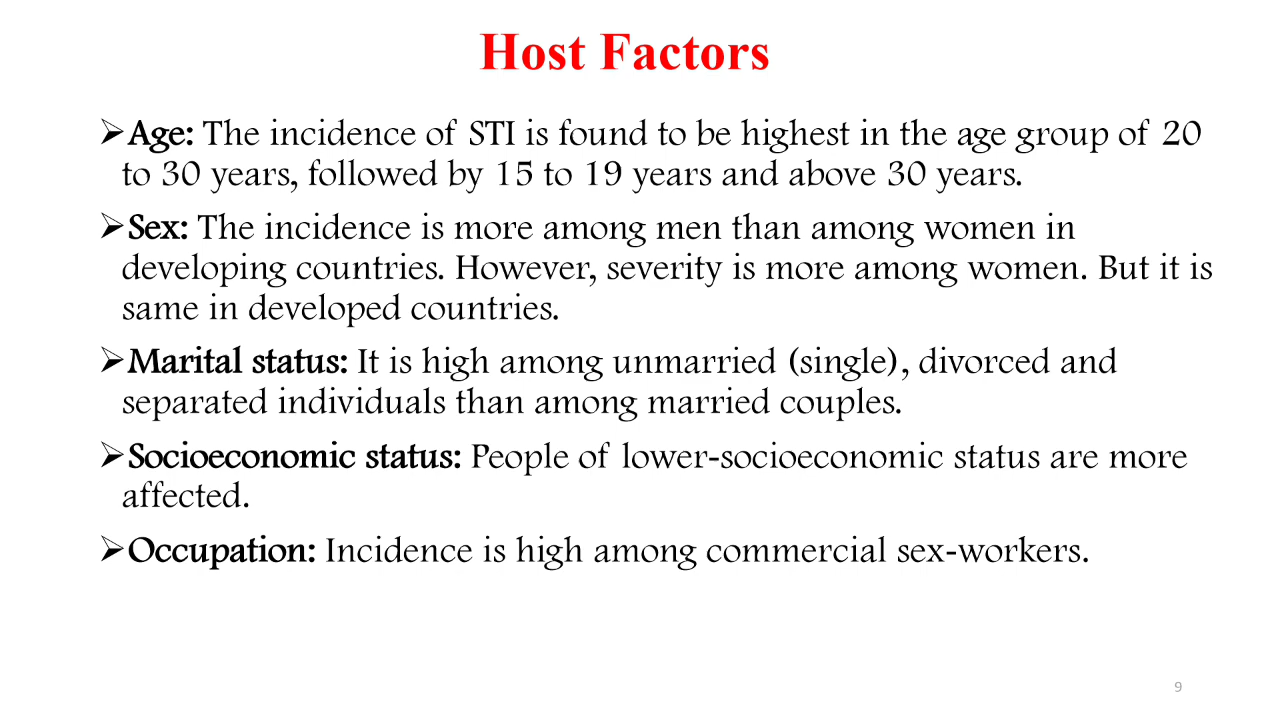 Host Factors
➢Age: The incidence of STI is found to be highest in the age group of 20
to 30 years, followed by 15 to 19 years and above 30 years.
➢Sex: The incidence is more among men than among women in
developing countries. However, severity is more among women. But it is
same in developed countries.
➢Marital status: It is high among unmarried (single), divorced and
separated individuals than among married couples.
➢Socioeconomic status: People of lower-socioeconomic status are more
affected.
➢Occupation: Incidence is high among commercial sex-workers.
9